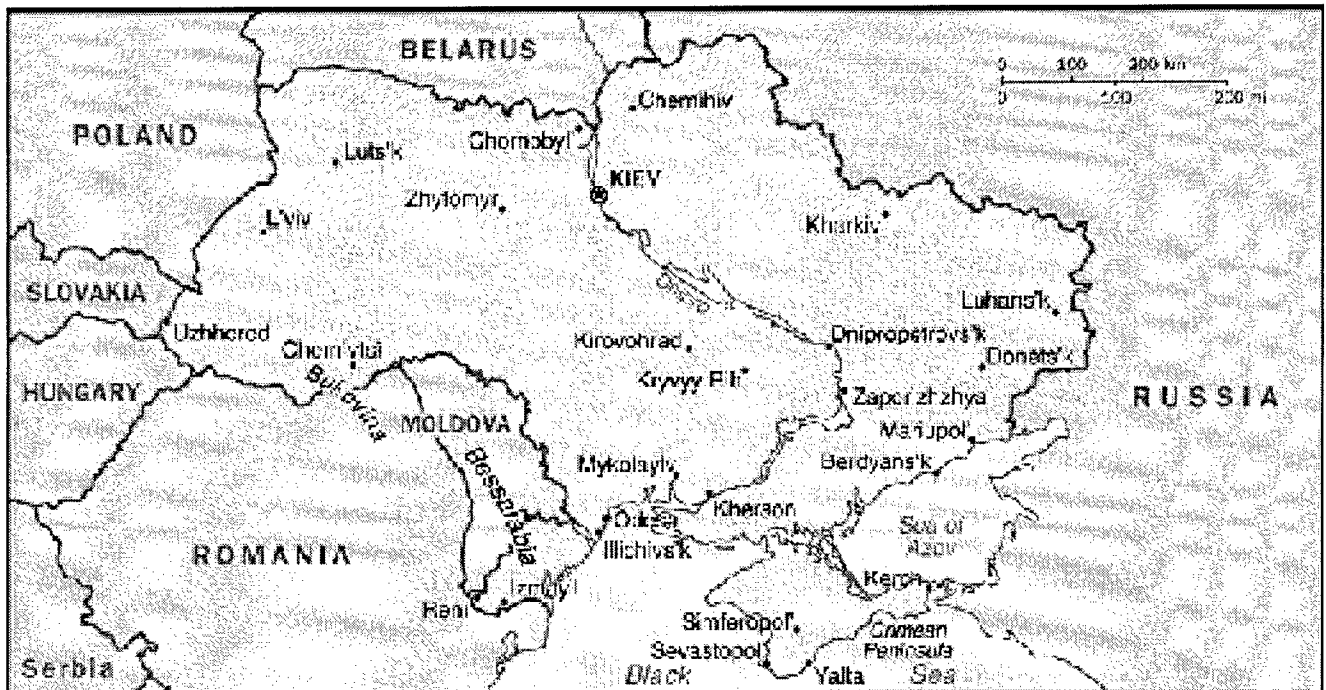 BELARUS
0 100 200 km
0 100 200 mi
Chernihiv
POLAND
Chornobyl'
Luts'k
KIEV
Zhytomyr
L'viv
Kharkiv
SLOVAKIA
Luhans'k
Uzhhorod
Dnipropetrovs'k
Kirovohrad
Chernivtsi
Donets'k
Bukovina
HUNGARY
Kryvyy Rih
Zaporizhzhya
RUSSIA
MOLDOVA
Mariupol'
Mykolayiv
Berdyans'k
Bessarabia
Kherson
Odesa
Sea of
Azov
ROMANIA
Illichivs'k
Kerch
Izmayil
Reni
Simferopol'
Crimean
Peninsula
Sevastopol'
Serbia
Black
Yalta
Sea